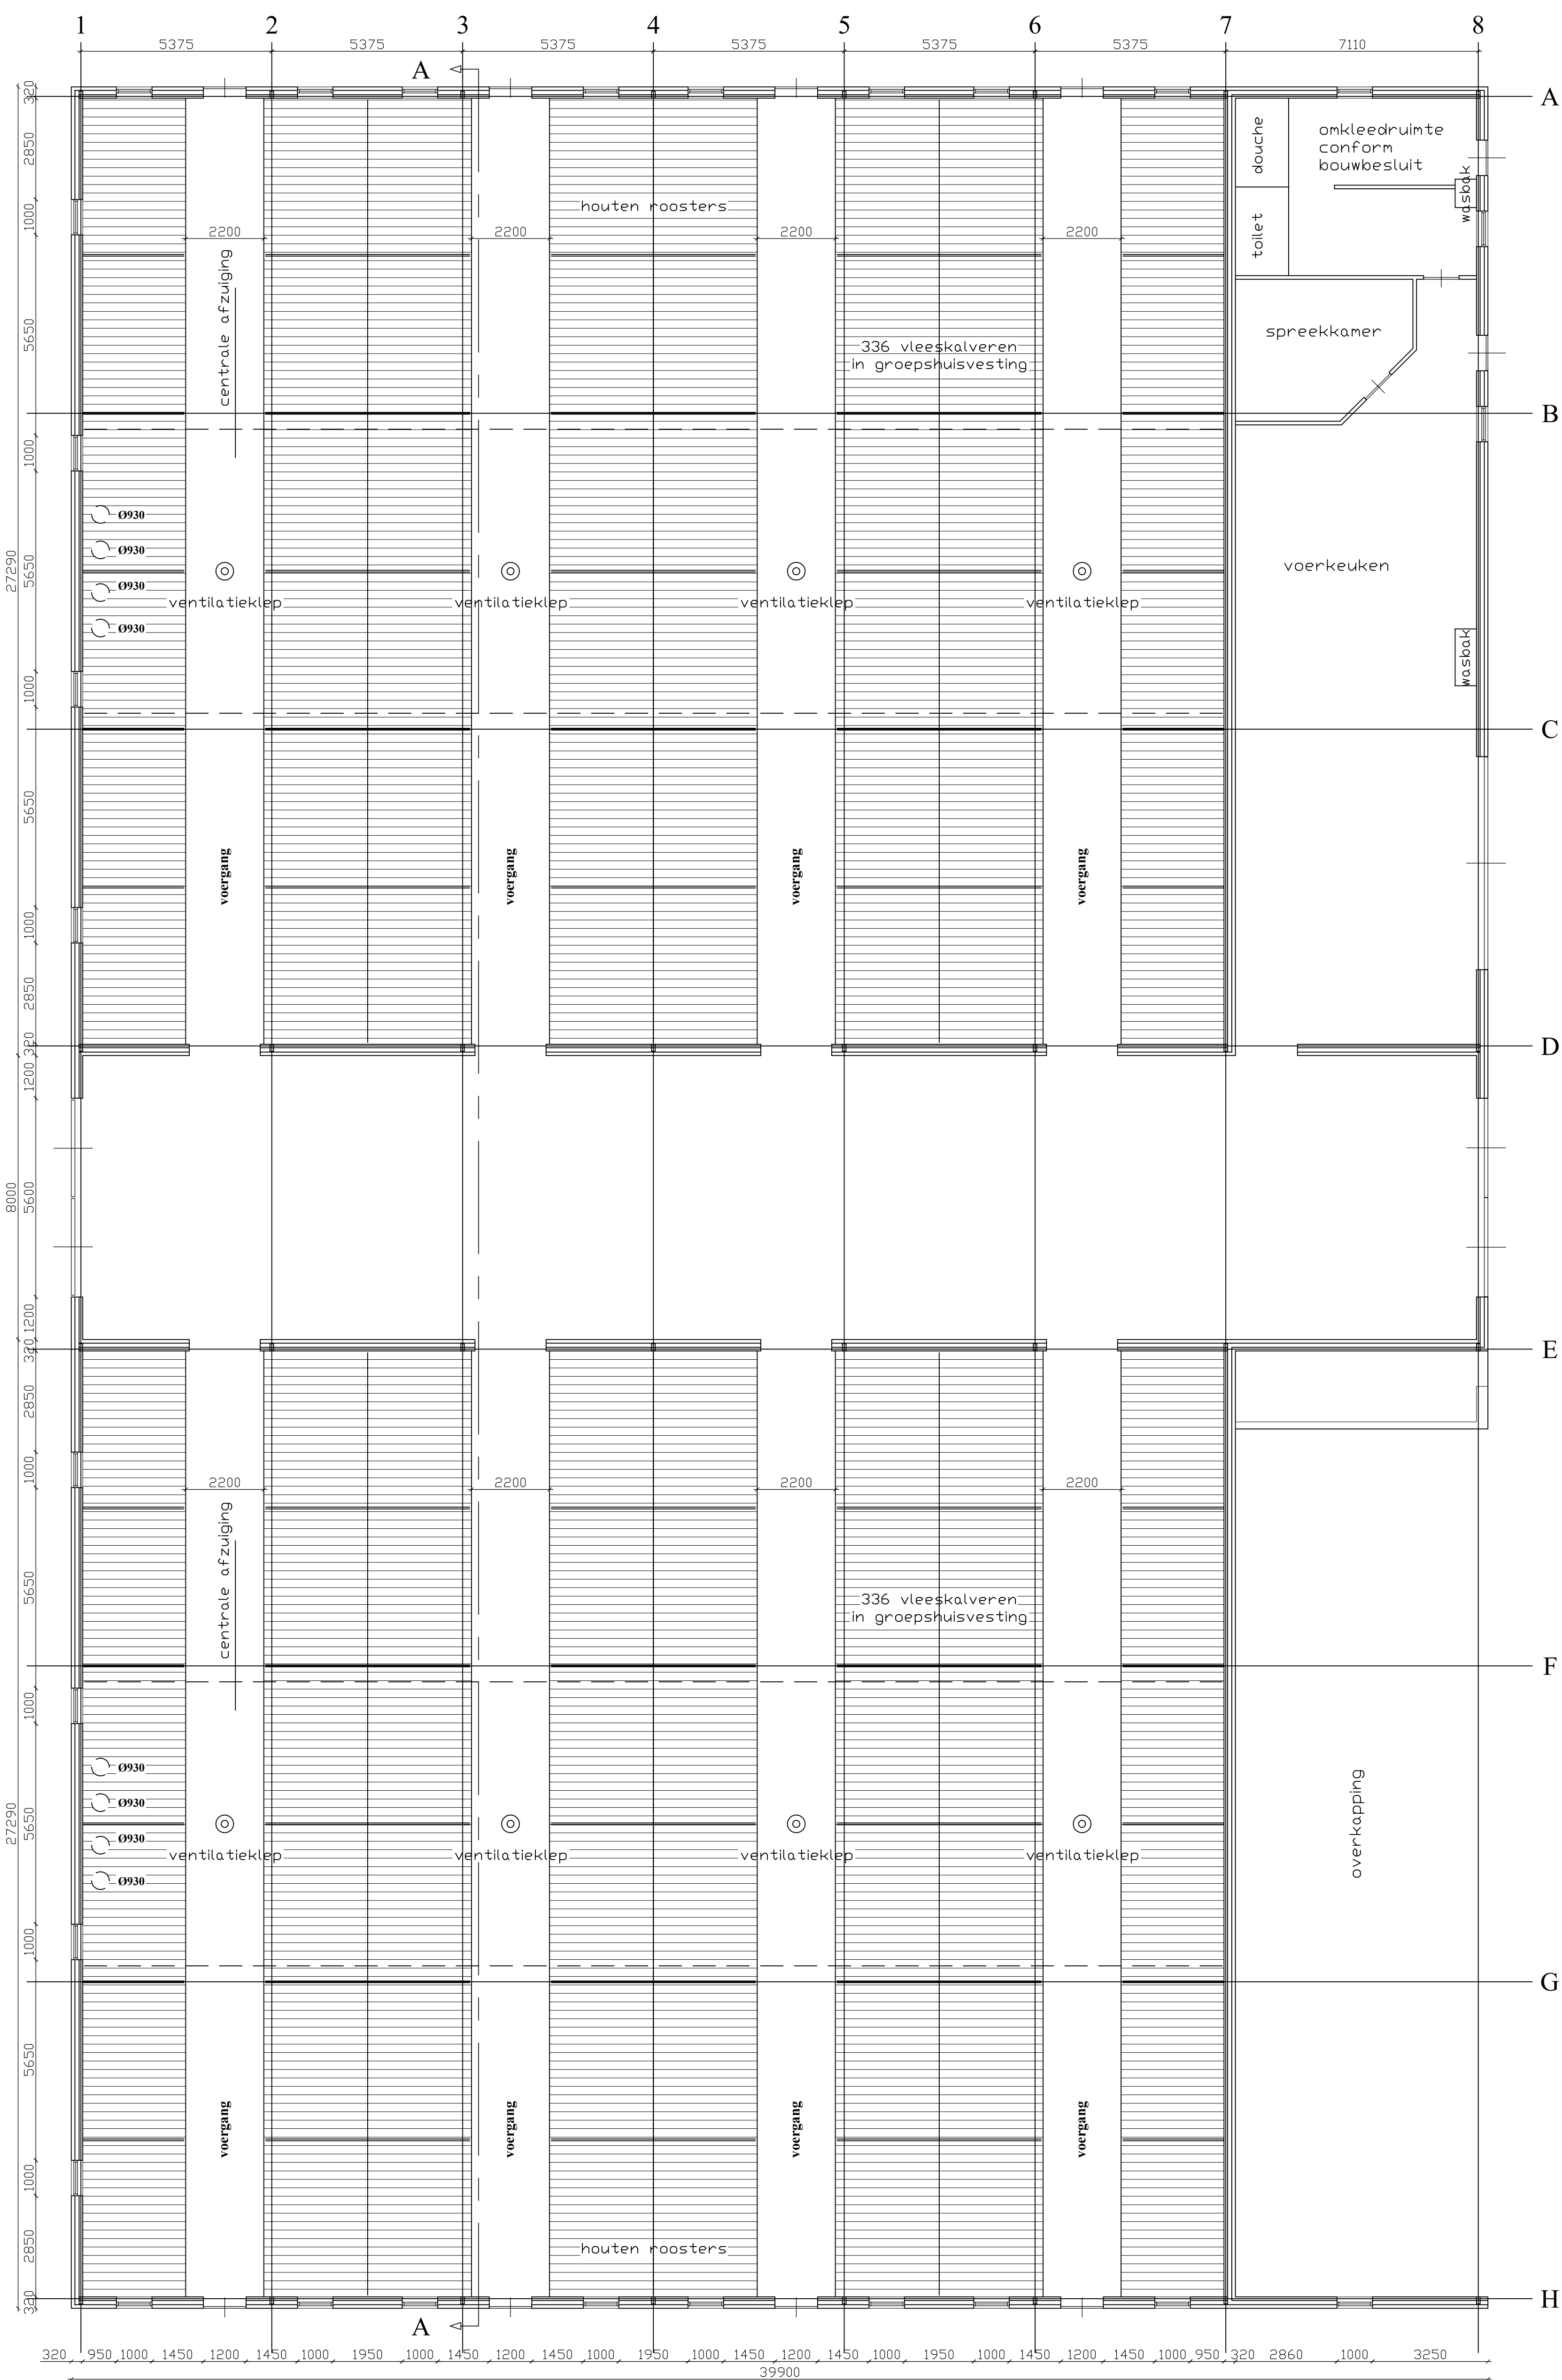 1 2 3 4 5 6 7 8
5375 5375 5375 5375 5375 5375 7110
A
A
320
2850
1000
5650
1000
27290
5650
1000
5650
1000
2850
320
1200
8000
5600
1200
320
2850
1000
5650
1000
27290
5650
1000
5650
1000
2850
320
douche
omkleedruimte
conform
bouwbesluit
wasbak
toilet
houten roosters
2200 2200 2200 2200
centrale afzuiging
336 vleeskalveren
in groepshuisvesting
spreekkamer
B
Ø930
Ø930
Ø930
Ø930
ventilatieklep ventilatieklep ventilatieklep ventilatieklep
voerkeuken
wasbak
C
voergang voergang voergang voergang
D
E
2200 2200 2200 2200
centrale afzuiging
336 vleeskalveren
in groepshuisvesting
F
Ø930
Ø930
Ø930
Ø930
ventilatieklep ventilatieklep ventilatieklep ventilatieklep
overkapping
G
voergang voergang voergang voergang
houten roosters
H
A
320 950 1000 1450 1200 1450 1000 1950 1000 1450 1200 1450 1000 1950 1000 1450 1200 1450 1000 1950 1000 1450 1200 1450 1000 950 320 2860 1000 3250
39900